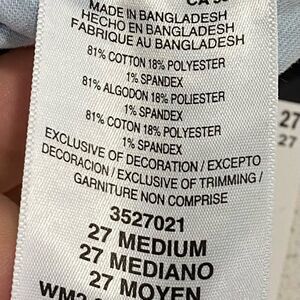 MADE IN BANGLADESH
HECHO EN BANGLADESH
FABRIQUE AU BANGLADESH
81% COTTON 18% POLYESTER
1% SPANDEX
81% ALGODON 18% POLIESTER
1% SPANDEX
81% COTON 18% POLYESTER
1% SPANDEX
EXCLUSIVE OF DECORATION / EXCEPTO
DECORACION / EXCLUSIVE OF TRIMMING /
GARNITURE NON COMPRISE
3527021
27 MEDIUM
27 MEDIANO
27 MOYEN
27
27